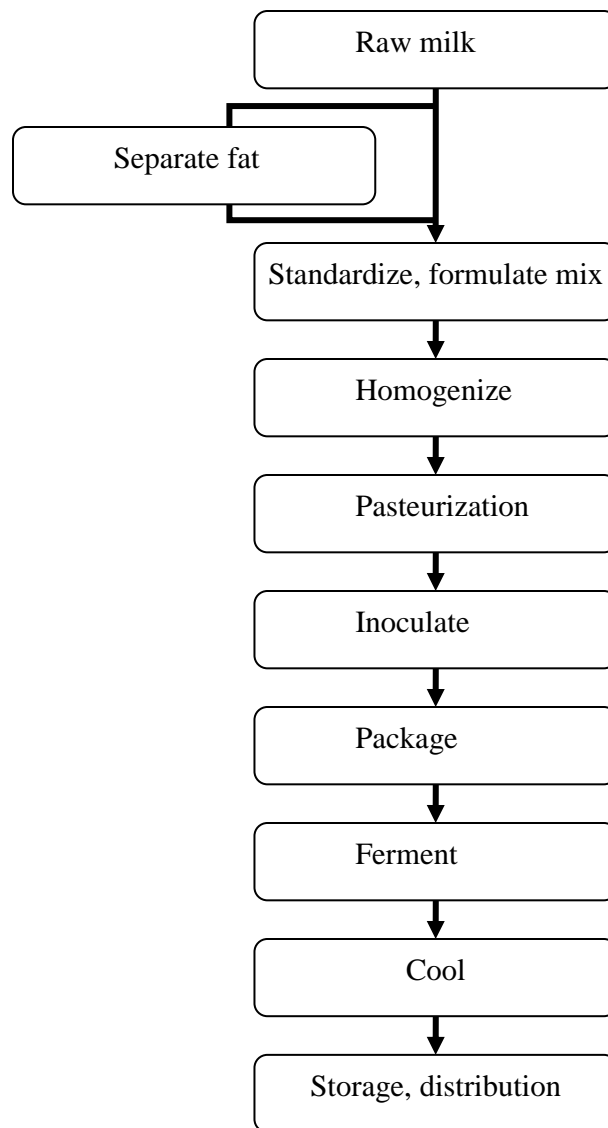 Raw milk
Separate fat
Standardize, formulate mix
Homogenize
Pasteurization
Inoculate
Package
Ferment
Cool
Storage, distribution